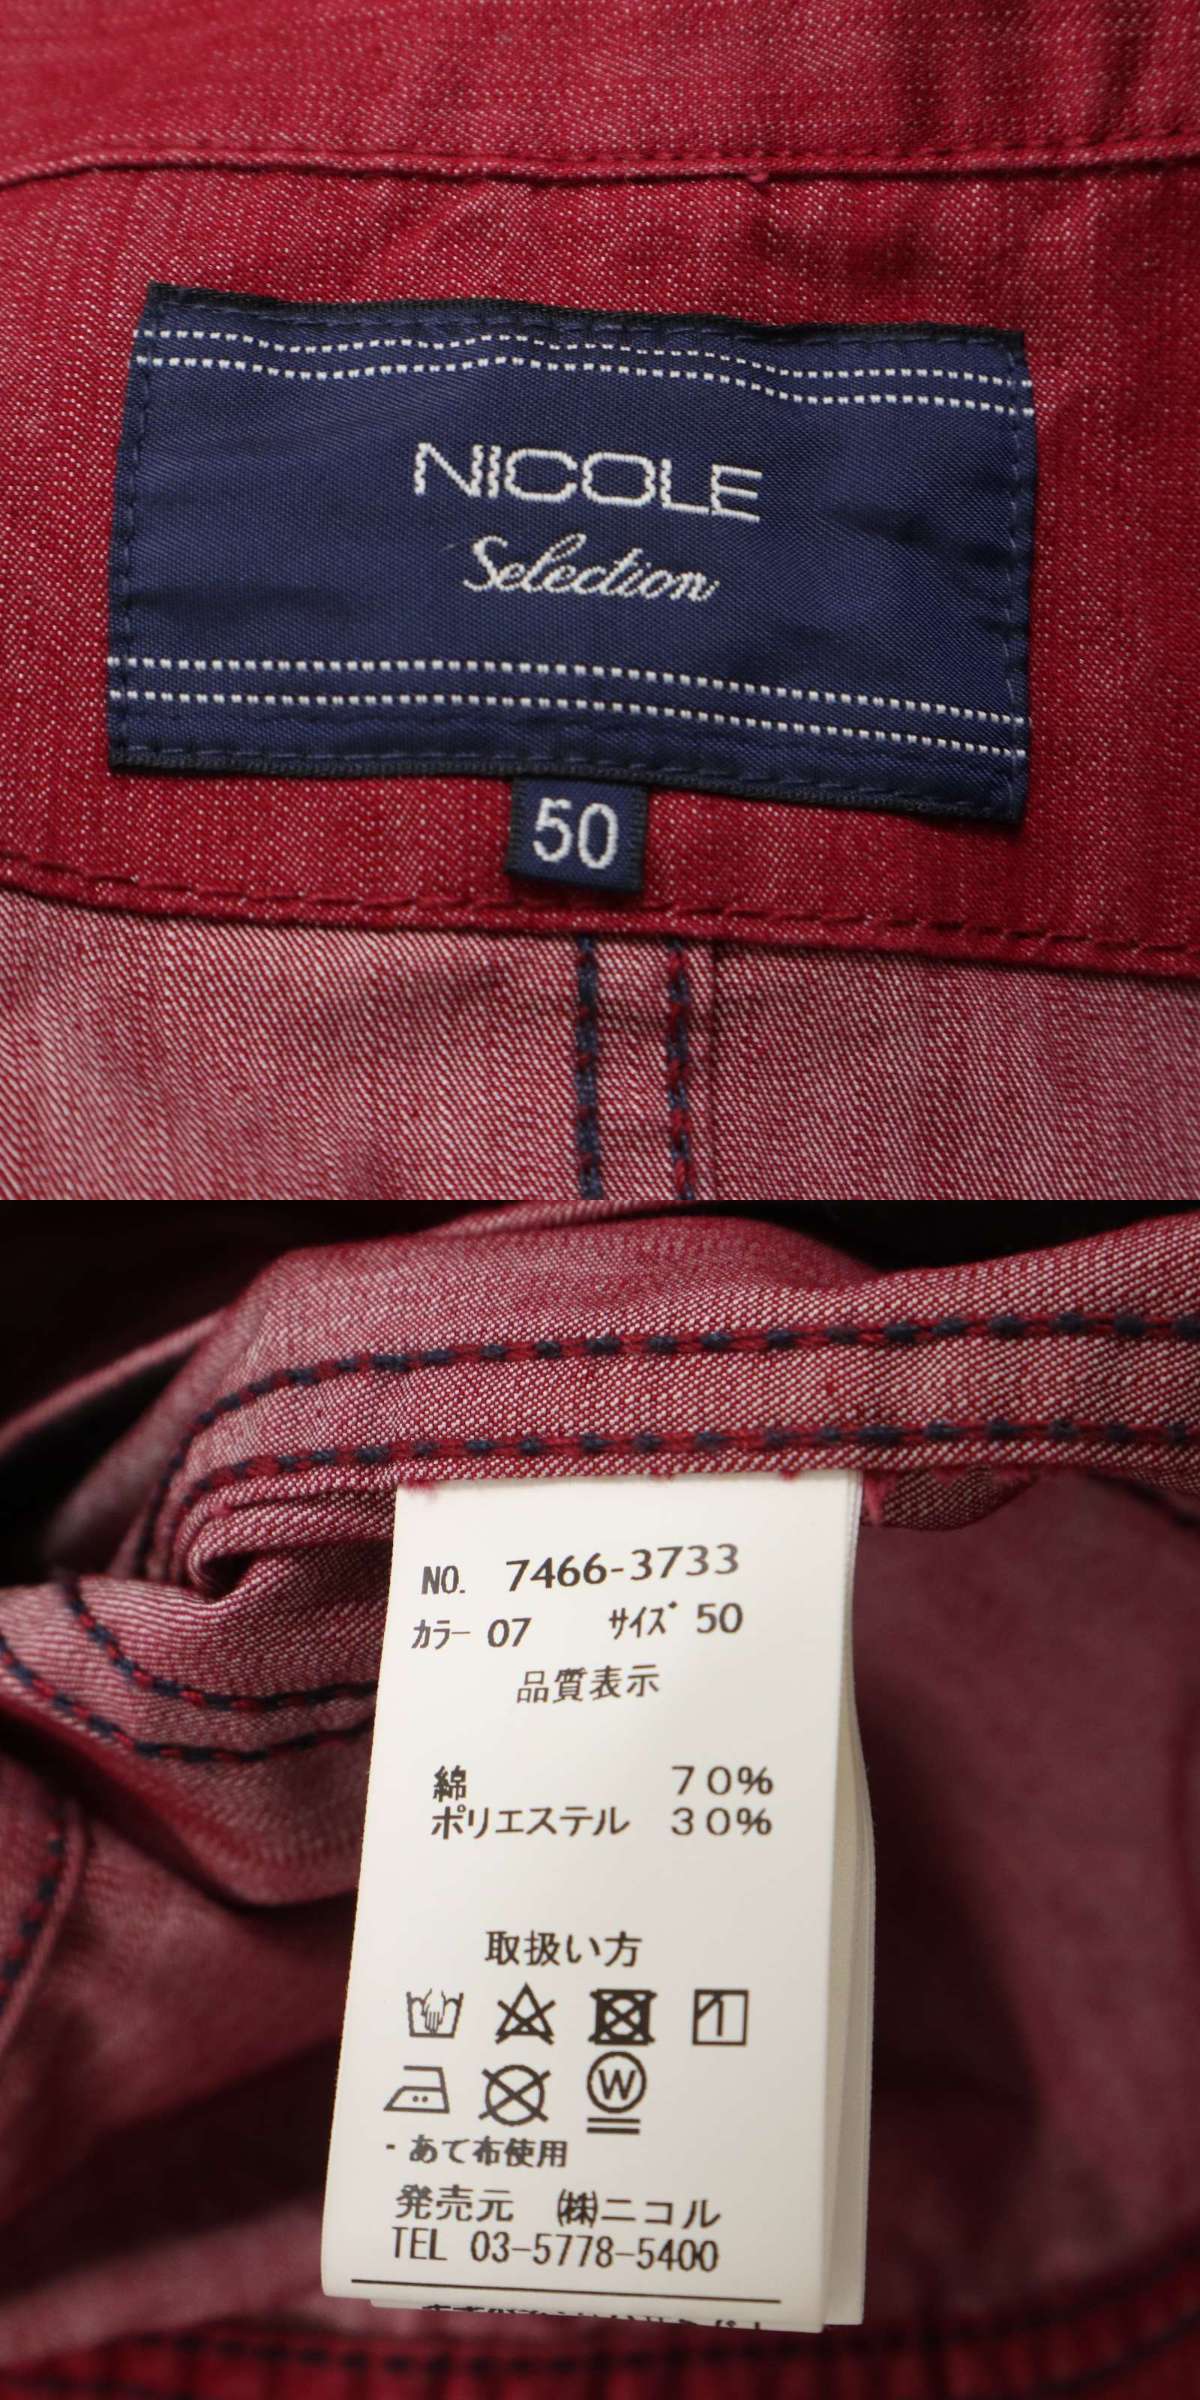 NICOLE
Selection
50
NO. 7466-3733
ｶﾗｰ 07 ｻｲｽﾞ 50
品質表示
綿 70%
ポリエステル 30%
取扱い方
W
- あて布使用
発売元 ㈱ニコル
TEL 03-5778-5400